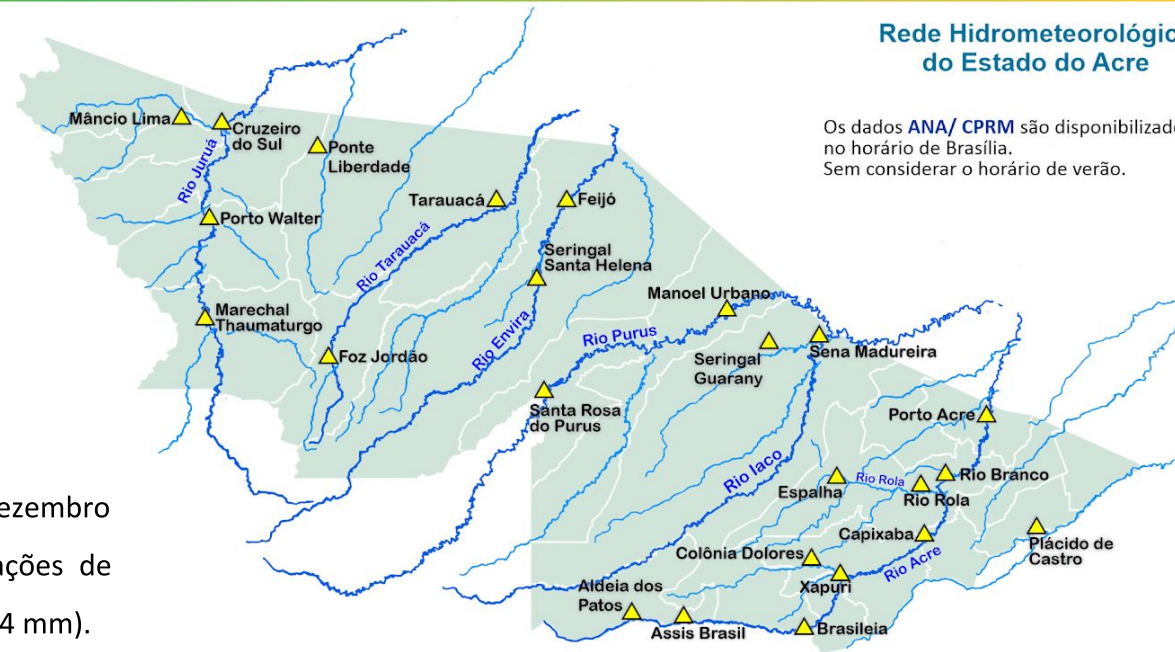 Rede Hidrometeorológic
do Estado do Acre
Os dados ANA/ CPRM são disponibilizado
no horário de Brasília.
Sem considerar o horário de verão.
Mâncio Lima
Cruzeiro
do Sul
Ponte
Liberdade
Rio Juruá
Tarauacá
Feijó
Porto Walter
Rio Tarauacá
Seringal
Santa Helena
Manoel Urbano
Marechal
Thaumaturgo
Foz Jordão
Rio Envira
Rio Purus
Seringal
Guarany
Sena Madureira
Santa Rosa
do Purus
Porto Acre
Rio Iaco
Espalha
Rio Rola
Rio Rola
Rio Branco
Capixaba
Plácido de
Castro
Colônia Dolores
Xapuri
Rio Acre
Aldeia dos
Patos
Assis Brasil
Brasileia
ezembro
ações de
4 mm).